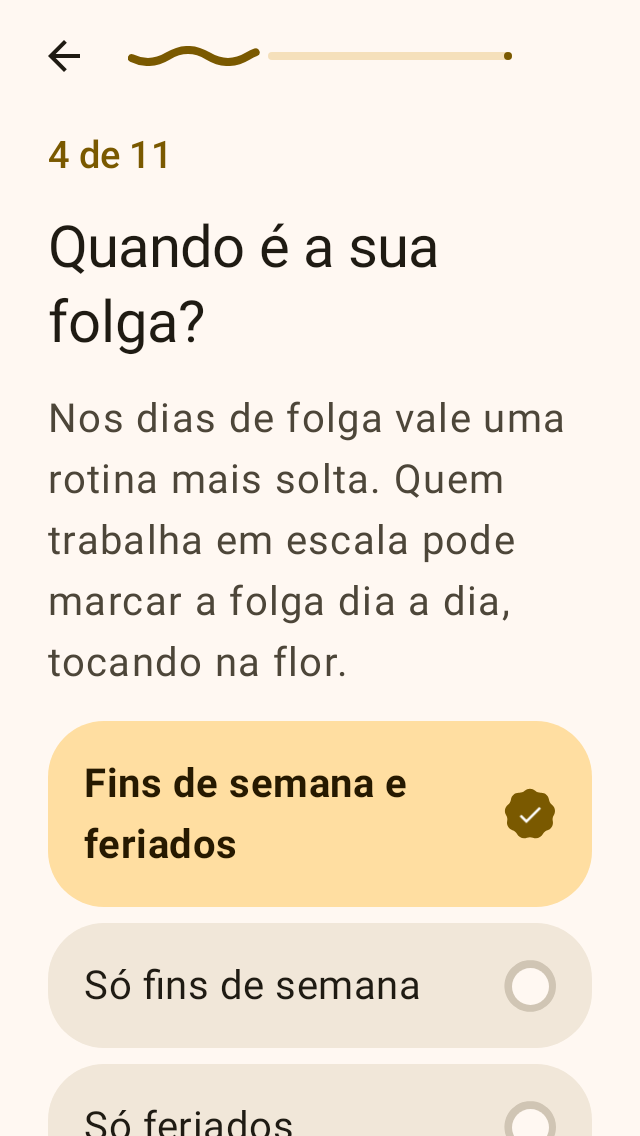 4 de 11
Quando é a sua
folga?
Nos dias de folga vale uma
rotina mais solta. Quem
trabalha em escala pode
marcar a folga dia a dia,
tocando na flor.
Fins de semana e
feriados
Só fins de semana
Só feriados